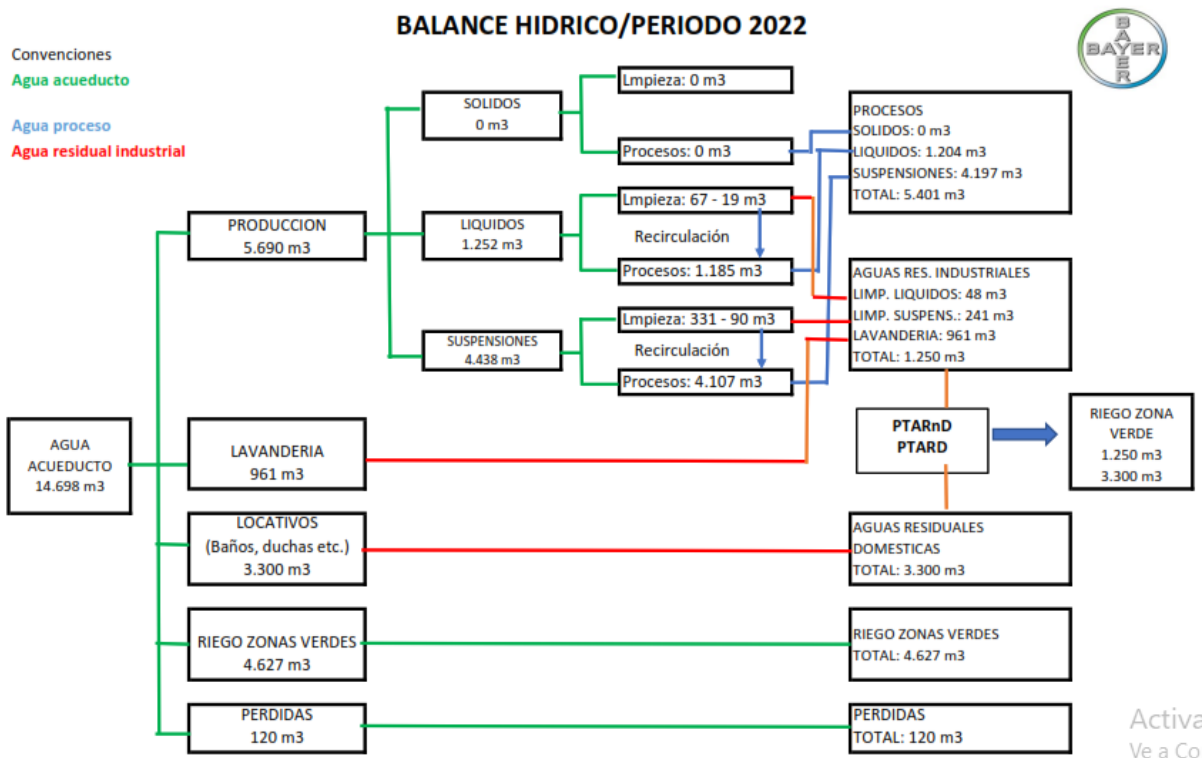 BALANCE HIDRICO/PERIODO 2022
BAYER
BAYER
Convenciones
Agua acueducto
Agua proceso
Agua residual industrial
AGUA
ACUEDUCTO
14.698 m3
PRODUCCION
5.690 m3
LAVANDERIA
961 m3
LOCATIVOS
(Baños, duchas etc.)
3.300 m3
RIEGO ZONAS VERDES
4.627 m3
PERDIDAS
120 m3
SOLIDOS
0 m3
LIQUIDOS
1.252 m3
SUSPENSIONES
4.438 m3
Lmpieza: 0 m3
Procesos: 0 m3
Lmpieza: 67 - 19 m3
Recirculación
Procesos: 1.185 m3
Lmpieza: 331 - 90 m3
Recirculación
Procesos: 4.107 m3
PROCESOS
SOLIDOS: 0 m3
LIQUIDOS: 1.204 m3
SUSPENSIONES: 4.197 m3
TOTAL: 5.401 m3
AGUAS RES. INDUSTRIALES
LIMP. LIQUIDOS: 48 m3
LIMP. SUSPENS.: 241 m3
LAVANDERIA: 961 m3
TOTAL: 1.250 m3
PTARnD
PTARD
RIEGO ZONA
VERDE
1.250 m3
3.300 m3
AGUAS RESIDUALES
DOMESTICAS
TOTAL: 3.300 m3
RIEGO ZONAS VERDES
TOTAL: 4.627 m3
PERDIDAS
TOTAL: 120 m3
Activa
Ve a Co